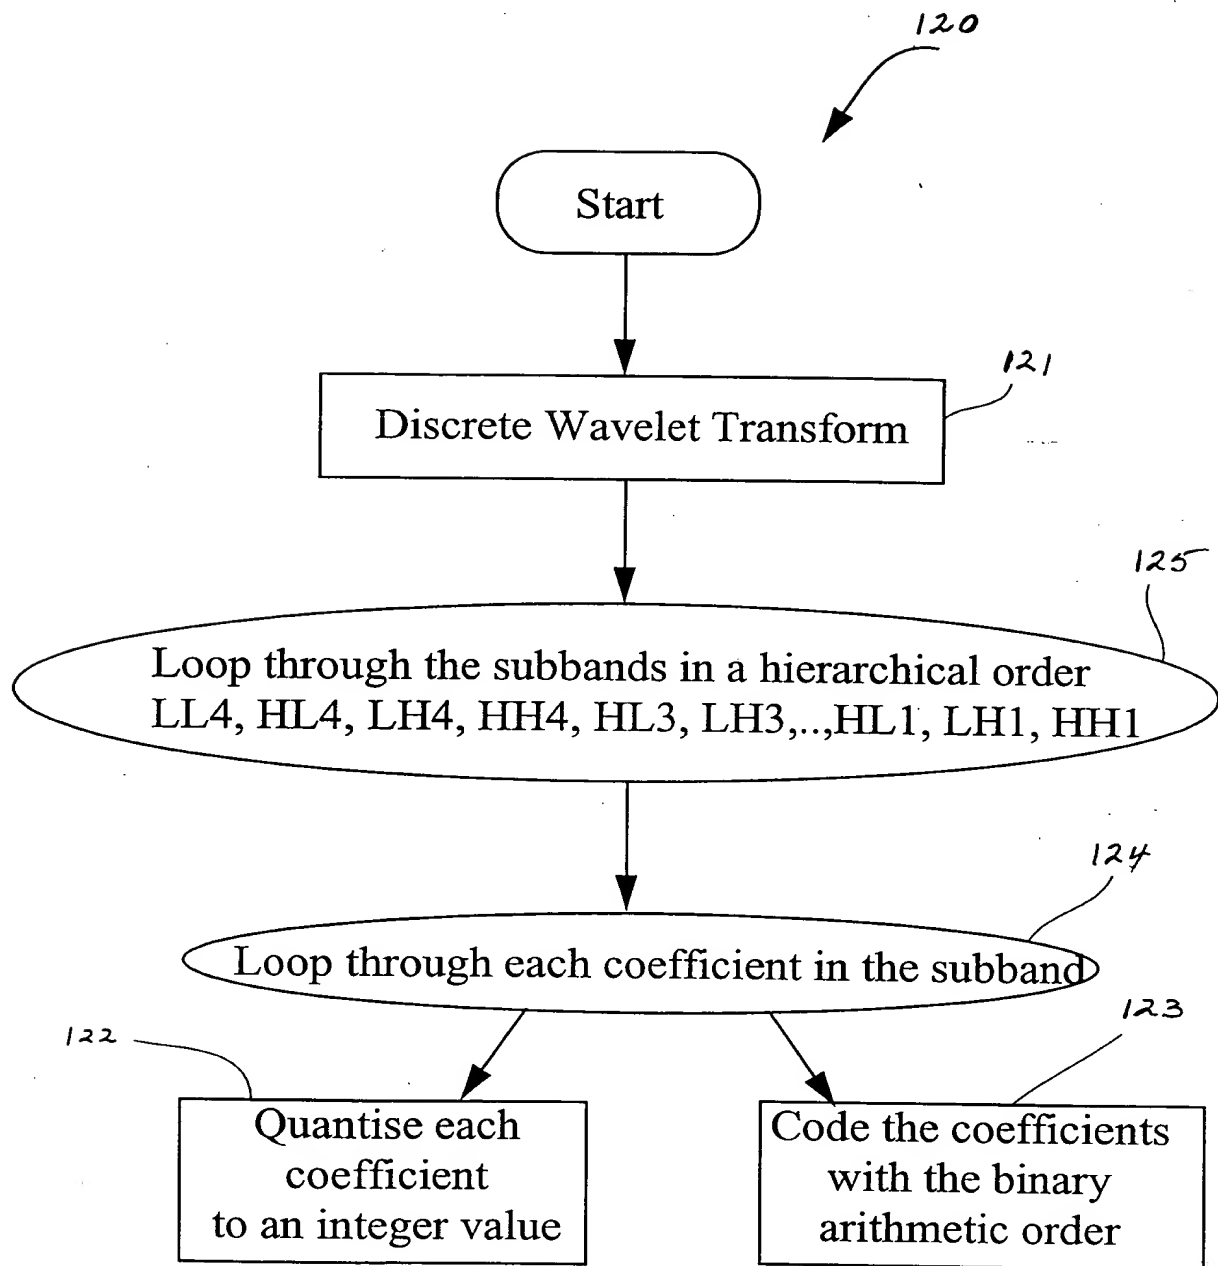 120
Start
121
Discrete Wavelet Transform
125
Loop through the subbands in a hierarchical order
LL4, HL4, LH4, HH4, HL3, LH3,..,HL1, LH1, HH1
124
Loop through each coefficient in the subband
122
123
Quantise each
coefficient
to an integer value
Code the coefficients
with the binary
arithmetic order